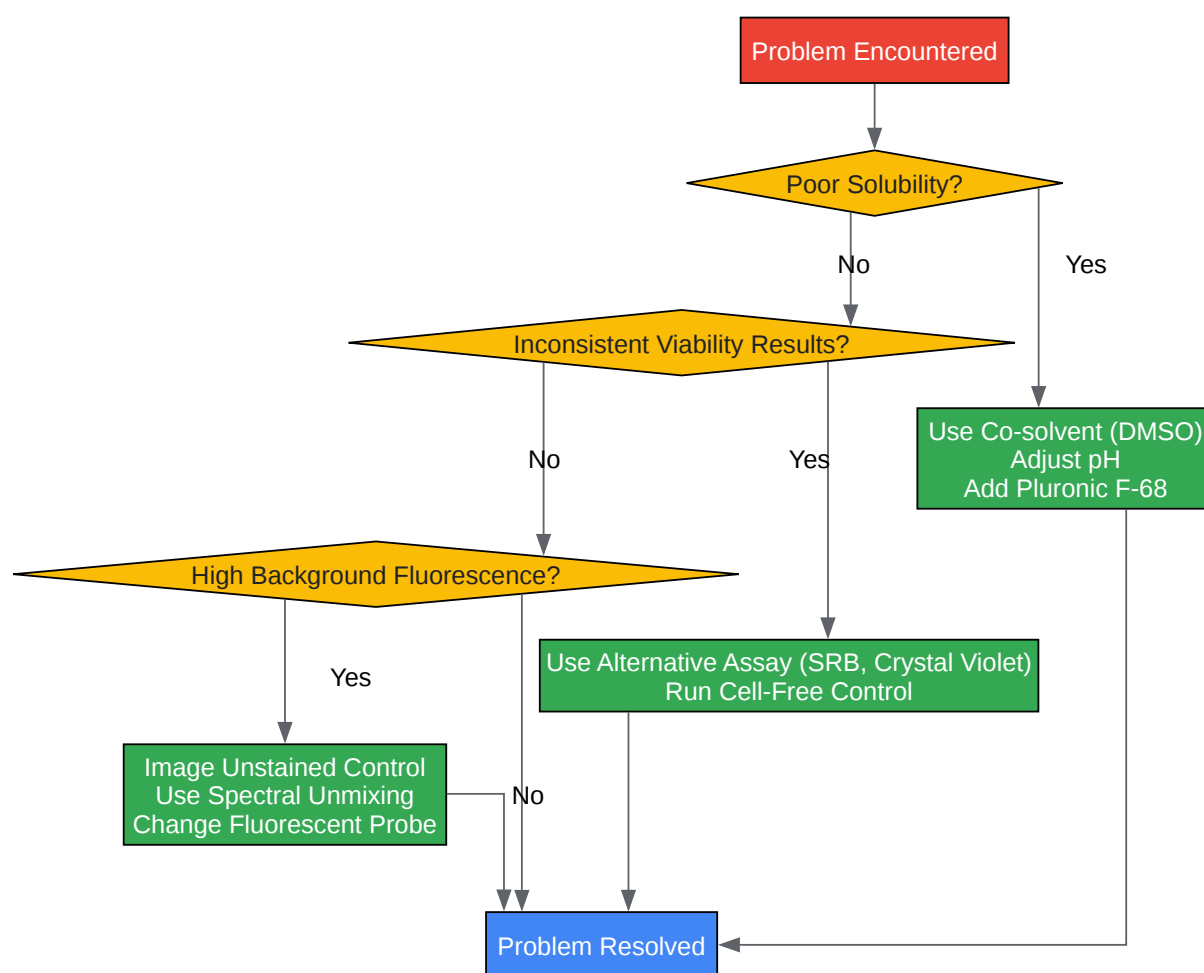 Problem Encountered
Poor Solubility?
No
Yes
Inconsistent Viability Results?
Use Co-solvent (DMSO)
Adjust pH
Add Pluronic F-68
No
Yes
High Background Fluorescence?
Use Alternative Assay (SRB, Crystal Violet)
Run Cell-Free Control
Yes
Image Unstained Control
Use Spectral Unmixing
Change Fluorescent Probe
No
Problem Resolved